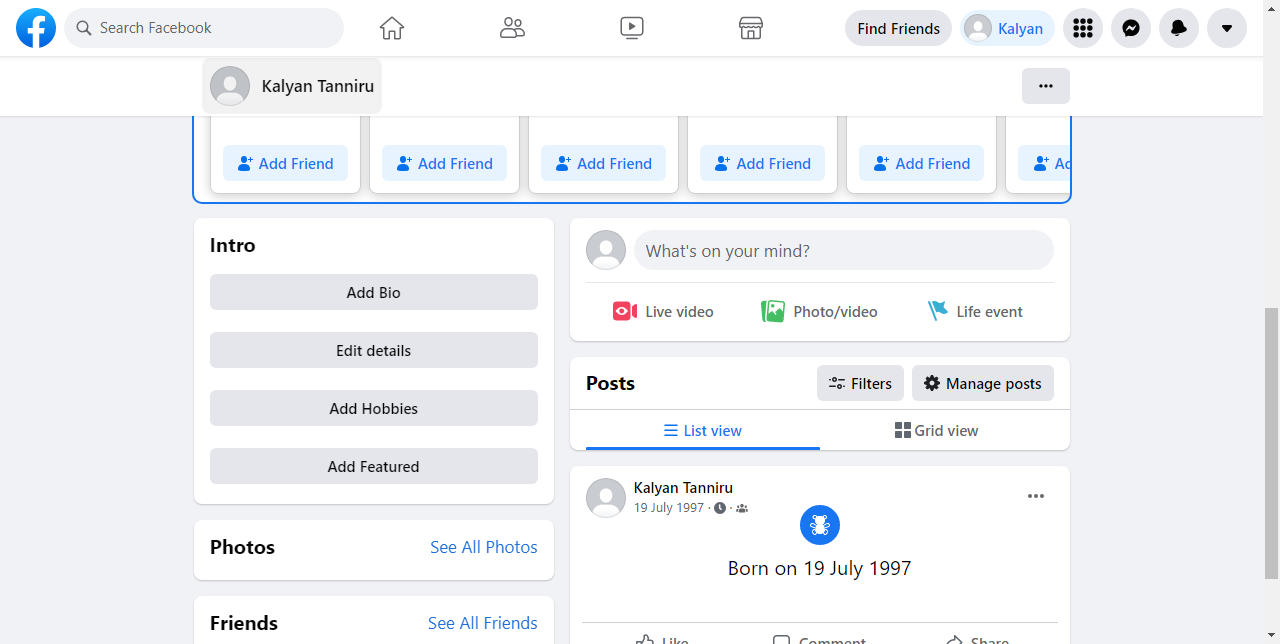 Search Facebook
Find Friends
Kalyan
Kalyan Tanniru
Add Friend Add Friend Add Friend Add Friend Add Friend
Intro
Add Bio
Edit details
Add Hobbies
Add Featured
Photos See All Photos
Friends See All Friends
What's on your mind?
Live video Photo/video Life event
Posts Filters Manage posts
List view Grid view
Kalyan Tanniru
19 July 1997 ·
Born on 19 July 1997
Like Comment Share